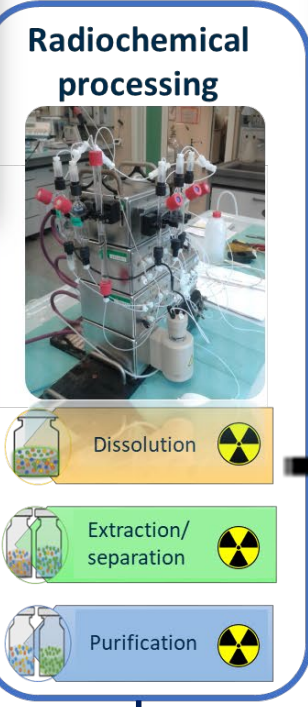 Radiochemical
processing
Dissolution
Extraction/
separation
Purification